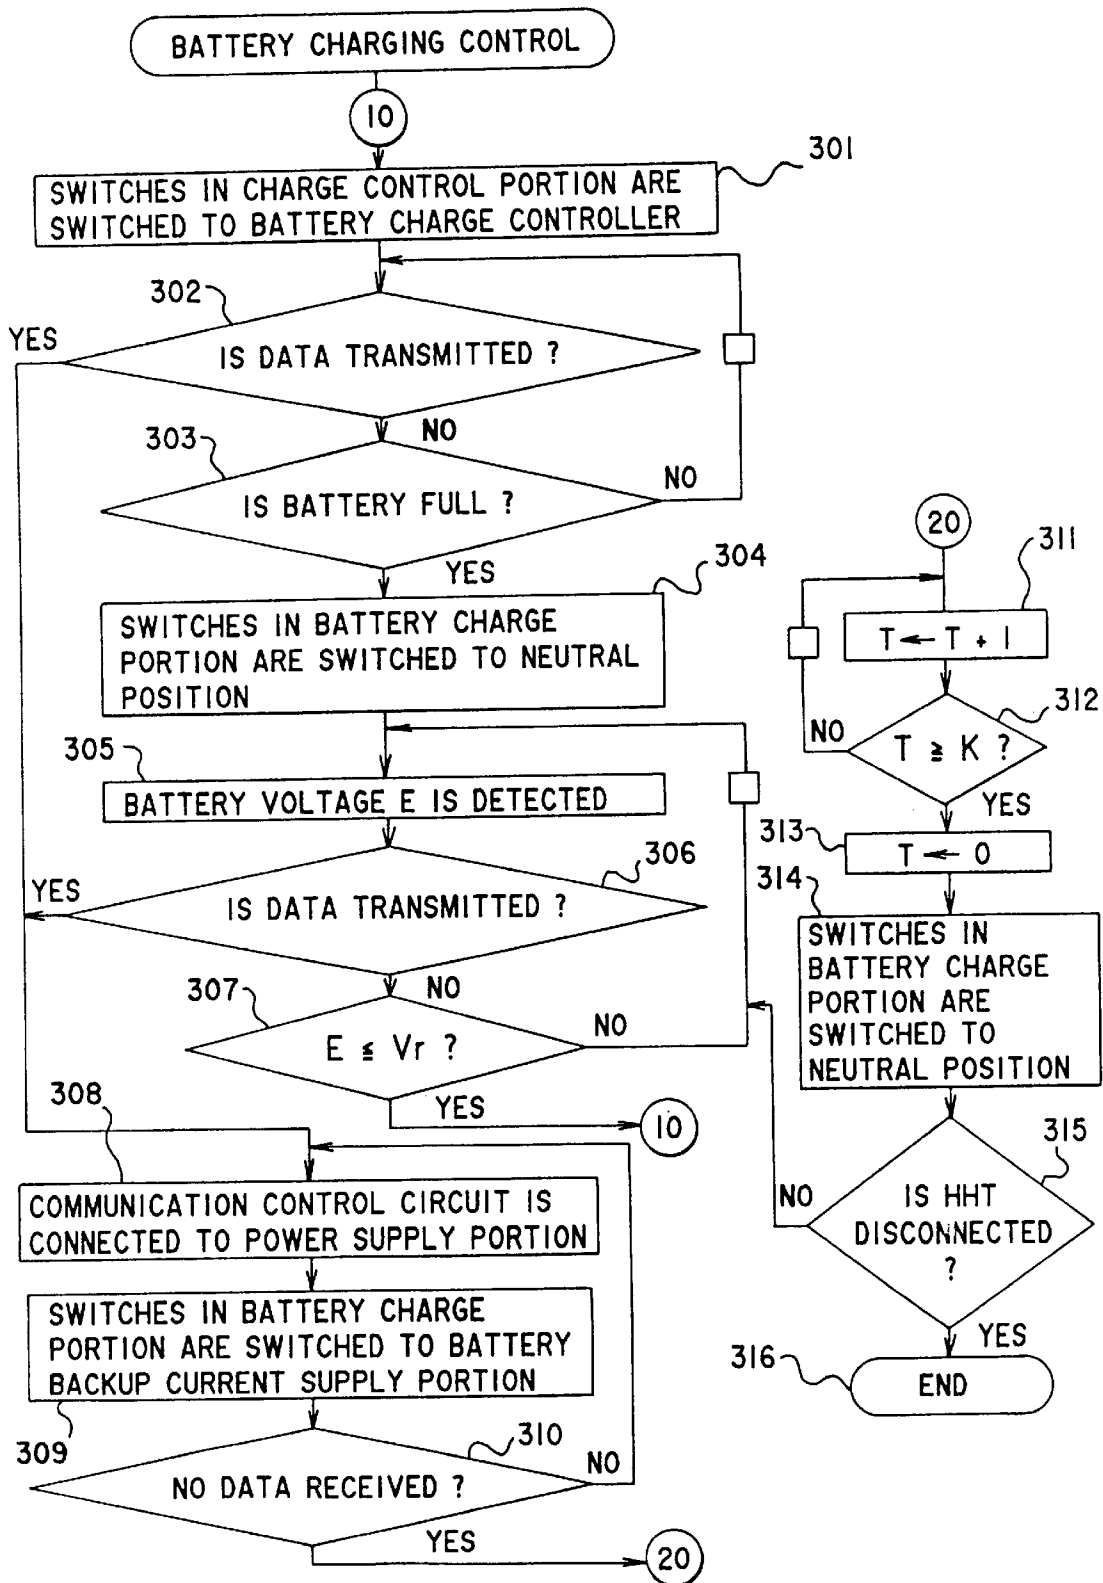 BATTERY CHARGING CONTROL
10
301
SWITCHES IN CHARGE CONTROL PORTION ARE
SWITCHED TO BATTERY CHARGE CONTROLLER
302
YES
IS DATA TRANSMITTED ?
NO
303
IS BATTERY FULL ?
NO
YES
304
SWITCHES IN BATTERY CHARGE
PORTION ARE SWITCHED TO NEUTRAL
POSITION
305
BATTERY VOLTAGE E IS DETECTED
306
YES
IS DATA TRANSMITTED ?
NO
307
E ≦ Vr ?
NO
YES
10
308
COMMUNICATION CONTROL CIRCUIT IS
CONNECTED TO POWER SUPPLY PORTION
SWITCHES IN BATTERY CHARGE
PORTION ARE SWITCHED TO BATTERY
BACKUP CURRENT SUPPLY PORTION
309
310
NO DATA RECEIVED ?
NO
YES
20
20
311
T ← T + 1
312
T ≧ K ?
NO
YES
313
T ← 0
314
SWITCHES IN
BATTERY CHARGE
PORTION ARE
SWITCHED TO
NEUTRAL POSITION
315
IS HHT
DISCONNECTED
?
NO
YES
316
END